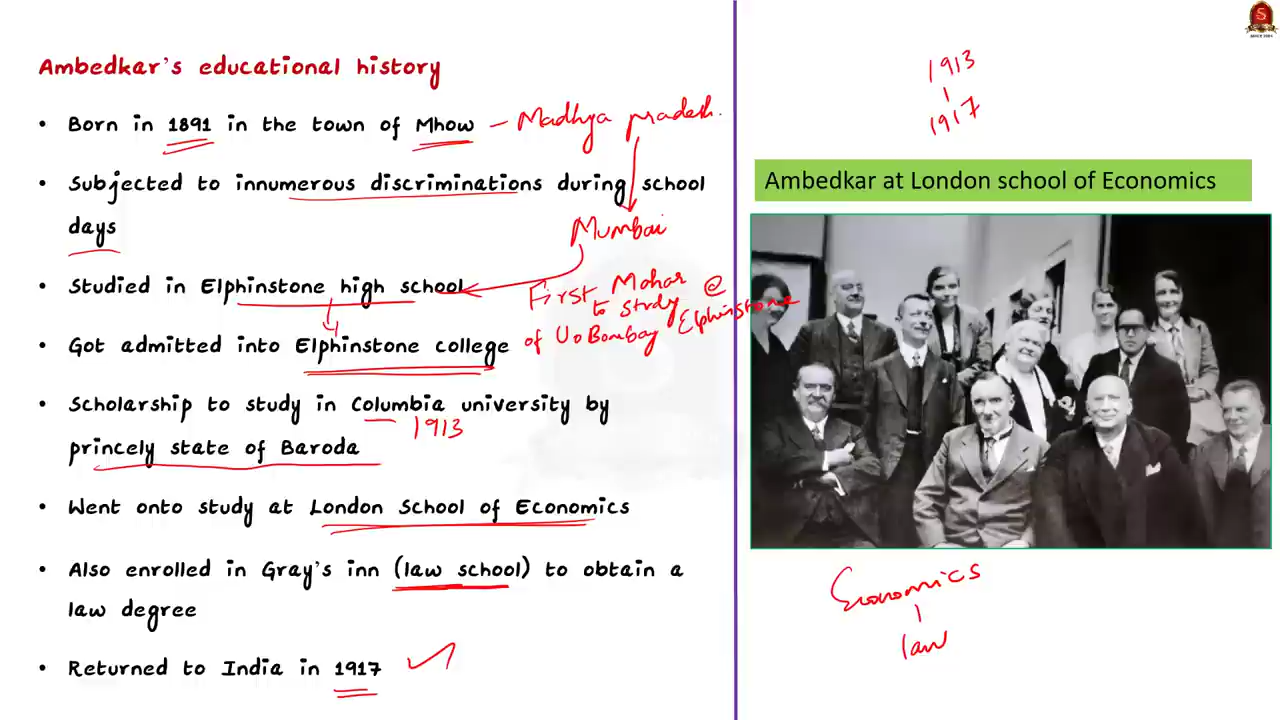 Ambedkar's educational history
• Born in 1891 in the town of Mhow – Madhya pradesh.
• Subjected to innumerous discriminations during school
days
Mumbai
• Studied in Elphinstone high school
First Mohar @
to study Elphinstone
of UoBombay
• Got admitted into Elphinstone college
• Scholarship to study in Columbia university by
1913
princely state of Baroda
• Went onto study at London School of Economics
• Also enrolled in Gray's inn (law school) to obtain a
law degree
• Returned to India in 1917
1913
1917
Ambedkar at London school of Economics
Economics
law